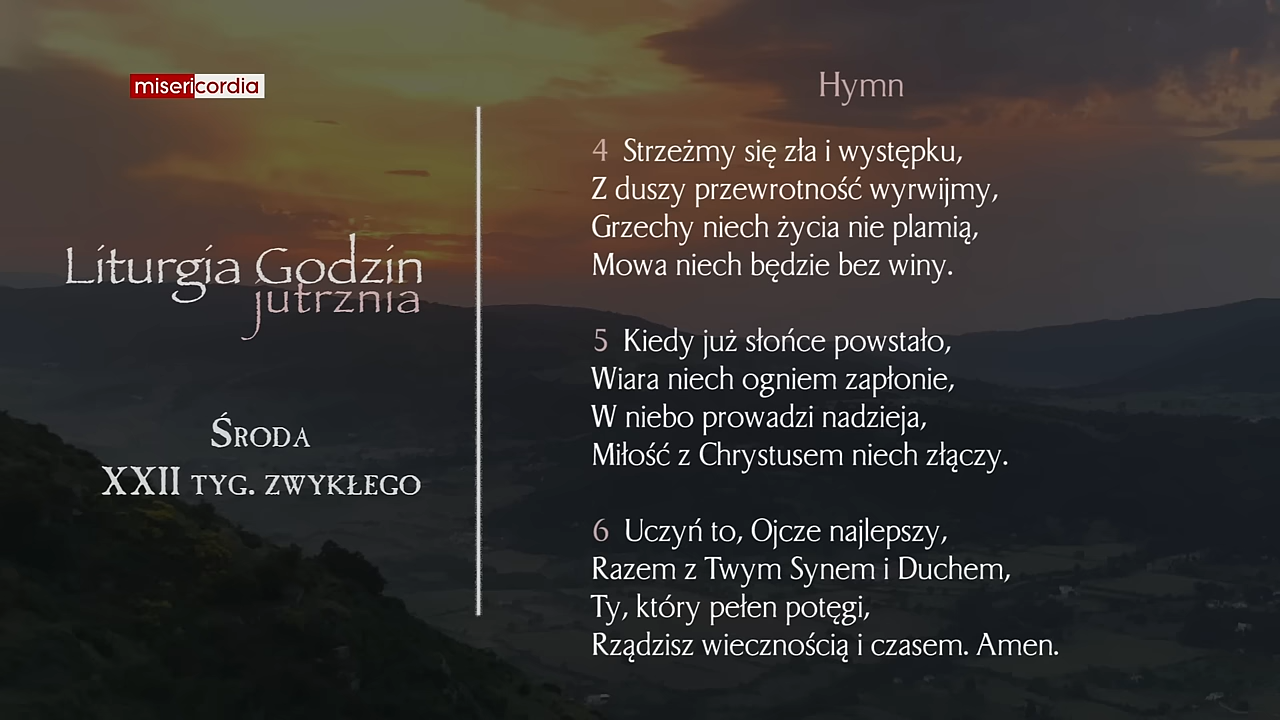 misericordia
Liturgia Godzin
jutrznia
Środa
XXII tyg. zwykłego
Hymn
4 Strzeżmy się zła i występku,
Z duszy przewrotność wyrwijmy,
Grzechy niech życia nie plamią,
Mowa niech będzie bez winy.
5 Kiedy już słońce powstało,
Wiara niech ogniem zapłonie,
W niebo prowadzi nadzieja,
Miłość z Chrystusem niech złączy.
6 Uczyń to, Ojcze najlepszy,
Razem z Twym Synem i Duchem,
Ty, który pełen potęgi,
Rządzisz wiecznością i czasem. Amen.